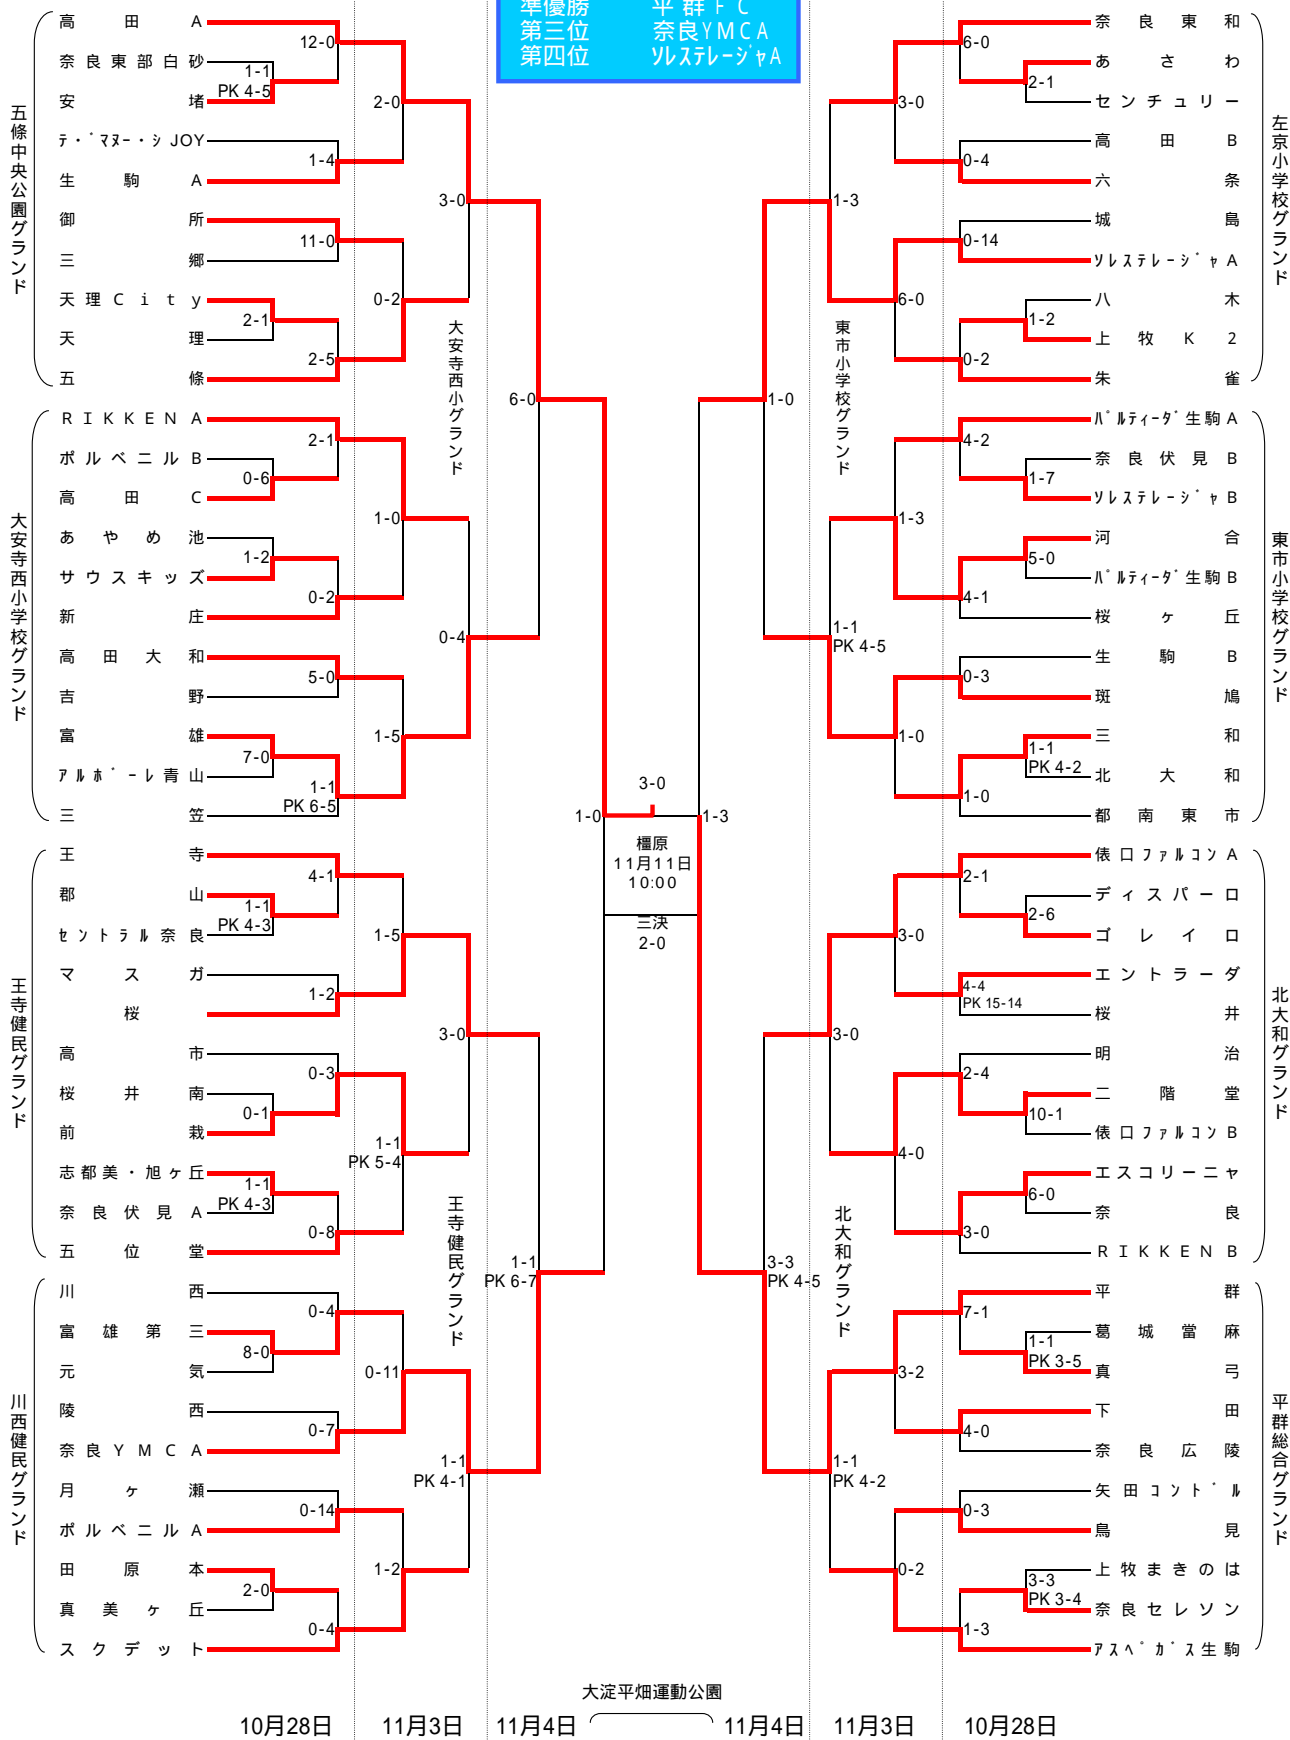 準優勝 平群FC
第三位 奈良YMCA
第四位 ソレステレージャA
五條中央公園グランド
高田A
奈良東部白砂
安堵
テ・゛マヌー・シ JOY
生駒A
御所
三郷
天理City
天理
五條
12-0
1-1
PK 4-5
1-4
11-0
2-1
2-5
2-0
0-2
3-0
大安寺西小グランド
大安寺西小学校グランド
RIKKEN A
ポルベニルB
高田C
あやめ池
サウスキッズ
新庄
高田大和
吉野
富雄
アルボーレ青山
三笠
2-1
0-6
1-2
0-2
5-0
7-0
1-1
PK 6-5
1-0
1-5
0-4
6-0
王寺健民グランド
王寺
郡山
セントラル奈良
マスガ
桜
高市
桜井南
前栽
志都美・旭ヶ丘
奈良伏見A
五位堂
4-1
1-1
PK 4-3
1-2
0-3
0-1
1-1
PK 4-3
0-8
1-5
1-1
PK 5-4
3-0
王寺健民グランド
川西健民グランド
川西
富雄第三
元気
陵西
奈良YMCA
月ヶ瀬
ポルベニルA
田原本
真美ヶ丘
スクデット
0-4
8-0
0-7
0-14
2-0
0-4
0-11
1-2
1-1
PK 4-1
1-1
PK 6-7
1-0
3-0
橿原
11月11日
10:00
三決
2-0
1-3
左京小学校グランド
奈良東和
あさわ
センチュリー
高田B
六条
城島
ソレステレージャA
八木
上牧K2
朱雀
6-0
2-1
0-4
0-14
1-2
0-2
3-0
6-0
1-3
東市小学校グランド
1-0
東市小学校グランド
パルティーダ生駒A
奈良伏見B
ソレステレージャB
河合
パルティーダ生駒B
桜ヶ丘
生駒B
斑鳩
三和
北大和
都南東市
4-2
1-7
5-0
4-1
0-3
1-1
PK 4-2
1-0
1-3
1-0
1-1
PK 4-5
北大和グランド
俵口ファルコンA
ディスパーロ
ゴレイロ
エントラーダ
桜井
明治
二階堂
俵口ファルコンB
エスコリーニャ
奈良
RIKKEN B
2-1
2-6
4-4
PK 15-14
2-4
10-1
6-0
3-0
3-0
4-0
3-0
北大和グランド
3-3
PK 4-5
平群総合グランド
平群
葛城當麻
真弓
下田
奈良広陵
矢田コントドル
鳥見
上牧まきのは
奈良セレソン
アスペガス生駒
7-1
1-1
PK 3-5
4-0
0-3
3-3
PK 3-4
1-3
3-2
0-2
1-1
PK 4-2
大淀平畑運動公園
10月28日 11月3日 11月4日 11月4日 11月3日 10月28日